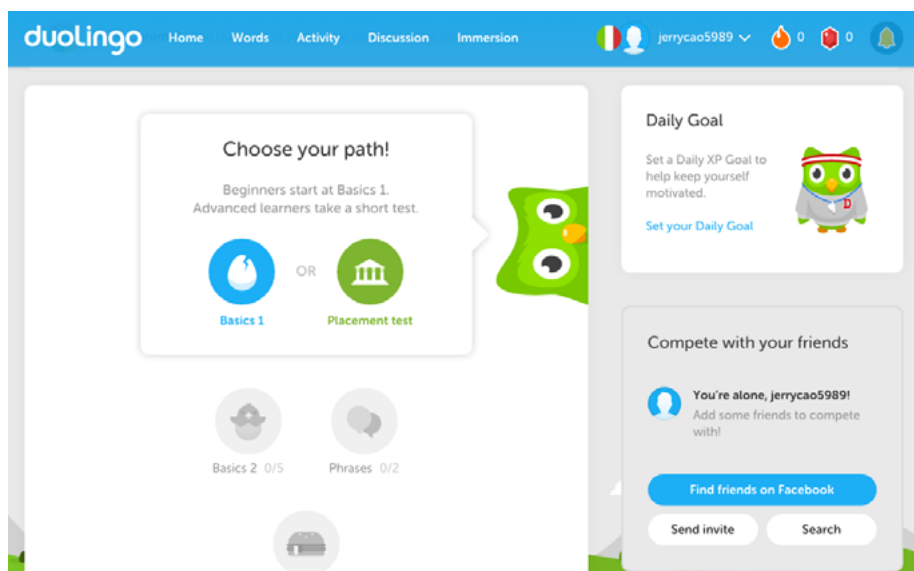 duolingo Home Words Activity Discussion Immersion jerrycao5989 0 0
Choose your path!
Beginners start at Basics 1.
Advanced learners take a short test.
OR
Basics 1 Placement test
Basics 2 0/5 Phrases 0/2
Daily Goal
Set a Daily XP Goal to
help keep yourself
motivated.
Set your Daily Goal
D
Compete with your friends
You're alone, jerrycao5989!
Add some friends to compete
with!
Find friends on Facebook
Send invite Search